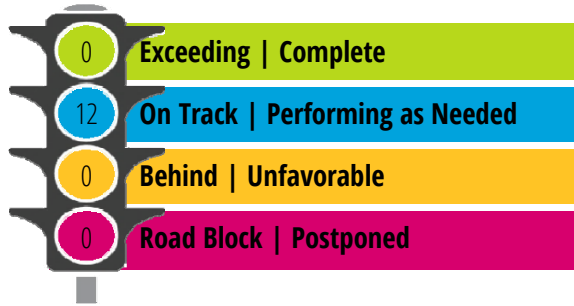 0 Exceeding | Complete
12 On Track | Performing as Needed
0 Behind | Unfavorable
0 Road Block | Postponed